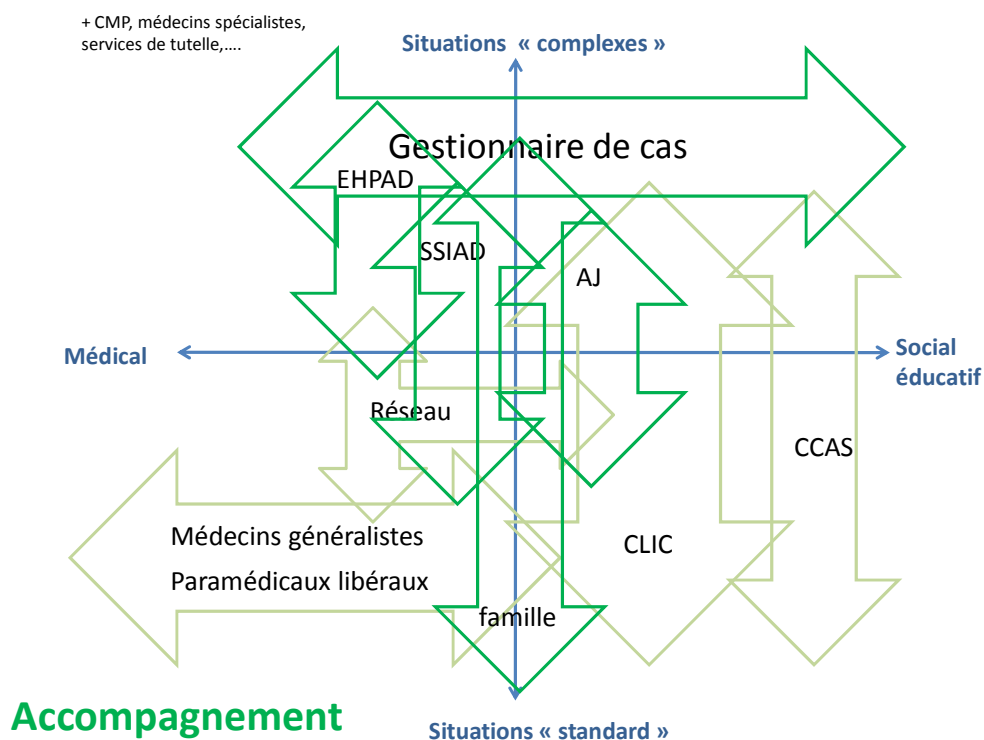 + CMP, médecins spécialistes,
services de tutelle,....
Situations « complexes »
Gestionnaire de cas
EHPAD
SSIAD
AJ
Médical
Social
éducatif
Réseau
CCAS
Médecins généralistes
CLIC
Paramédicaux libéraux
famille
Accompagnement
Situations « standard »